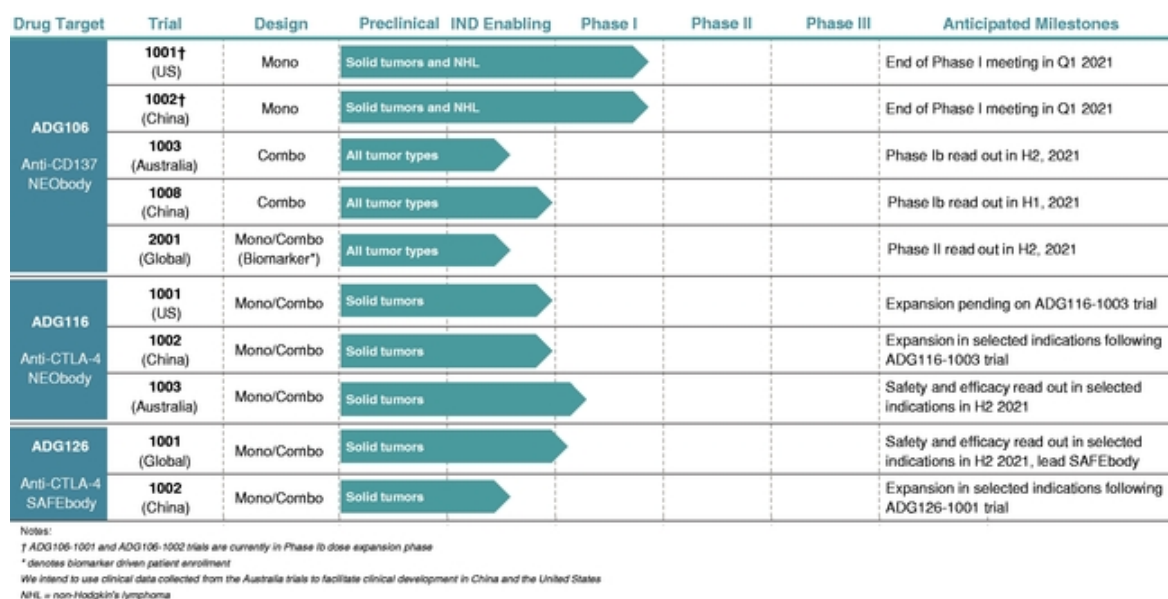 Drug Target Trial Design Preclinical IND Enabling Phase I Phase II Phase III Anticipated Milestones
ADG106
Anti-CD137
NEObody
1001†
(US)
Mono
Solid tumors and NHL
End of Phase I meeting in Q1 2021
1002†
(China)
Mono
Solid tumors and NHL
End of Phase I meeting in Q1 2021
1003
(Australia)
Combo
All tumor types
Phase Ib read out in H2, 2021
1008
(China)
Combo
All tumor types
Phase Ib read out in H1, 2021
2001
(Global)
Mono/Combo
(Biomarker*)
All tumor types
Phase II read out in H2, 2021
ADG116
Anti-CTLA-4
NEObody
1001
(US)
Mono/Combo
Solid tumors
Expansion pending on ADG116-1003 trial
1002
(China)
Mono/Combo
Solid tumors
Expansion in selected indications following
ADG116-1003 trial
1003
(Australia)
Mono/Combo
Solid tumors
Safety and efficacy read out in selected
indications in H2 2021
ADG126
Anti-CTLA-4
SAFEbody
1001
(Global)
Mono/Combo
Solid tumors
Safety and efficacy read out in selected
indications in H2 2021, lead SAFEbody
1002
(China)
Mono/Combo
Solid tumors
Expansion in selected indications following
ADG126-1001 trial
Notes:
† ADG106-1001 and ADG106-1002 trials are currently in Phase Ib dose expansion phase
* denotes biomarker driven patient enrollment
We intend to use clinical data collected from the Australia trials to facilitate clinical development in China and the United States
NHL = non-Hodgkin's lymphoma